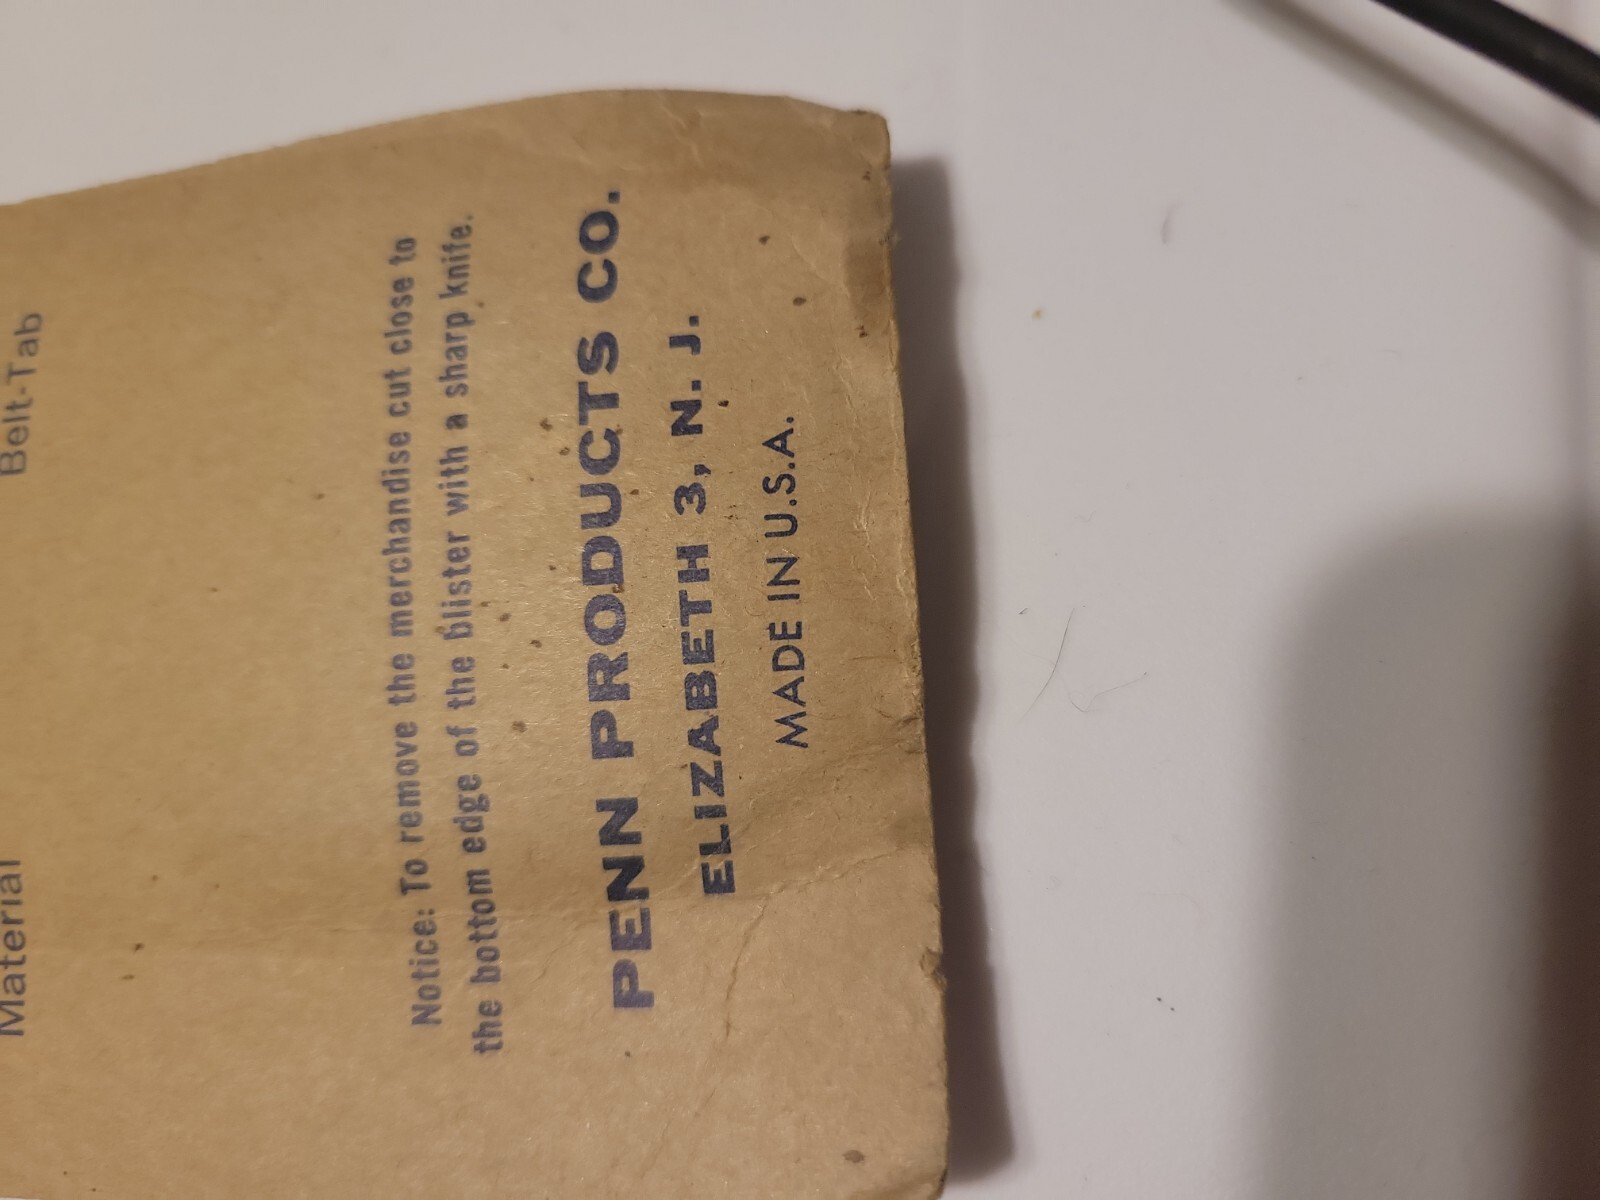 Material Belt-Tab
Notice: To remove the merchandise cut close to
the bottom edge of the blister with a sharp knife.
PENN PRODUCTS CO.
ELIZABETH 3, N. J.
MADE IN U.S.A.